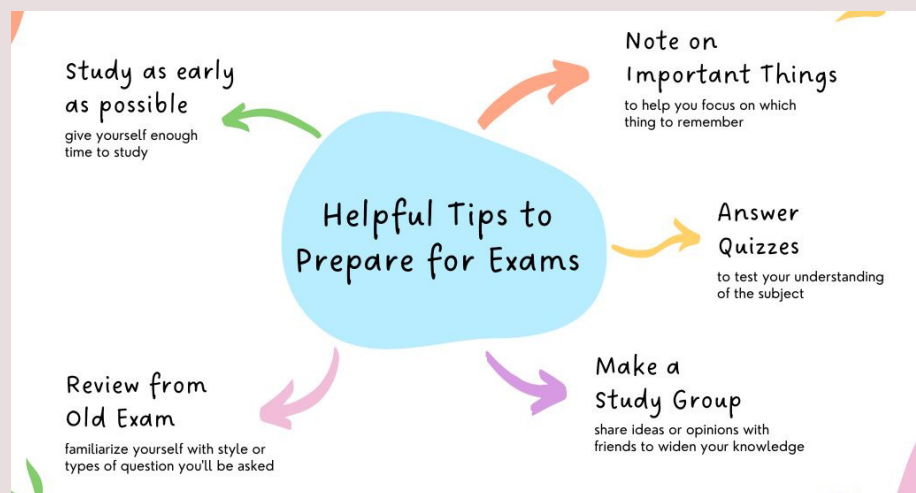 Helpful Tips to
Prepare for Exams
Study as early
as possible
give yourself enough
time to study
Note on
Important Things
to help you focus on which
thing to remember
Answer
Quizzes
to test your understanding
of the subject
Make a
Study Group
share ideas or opinions with
friends to widen your knowledge
Review from
Old Exam
familiarize yourself with style or
types of question you'll be asked